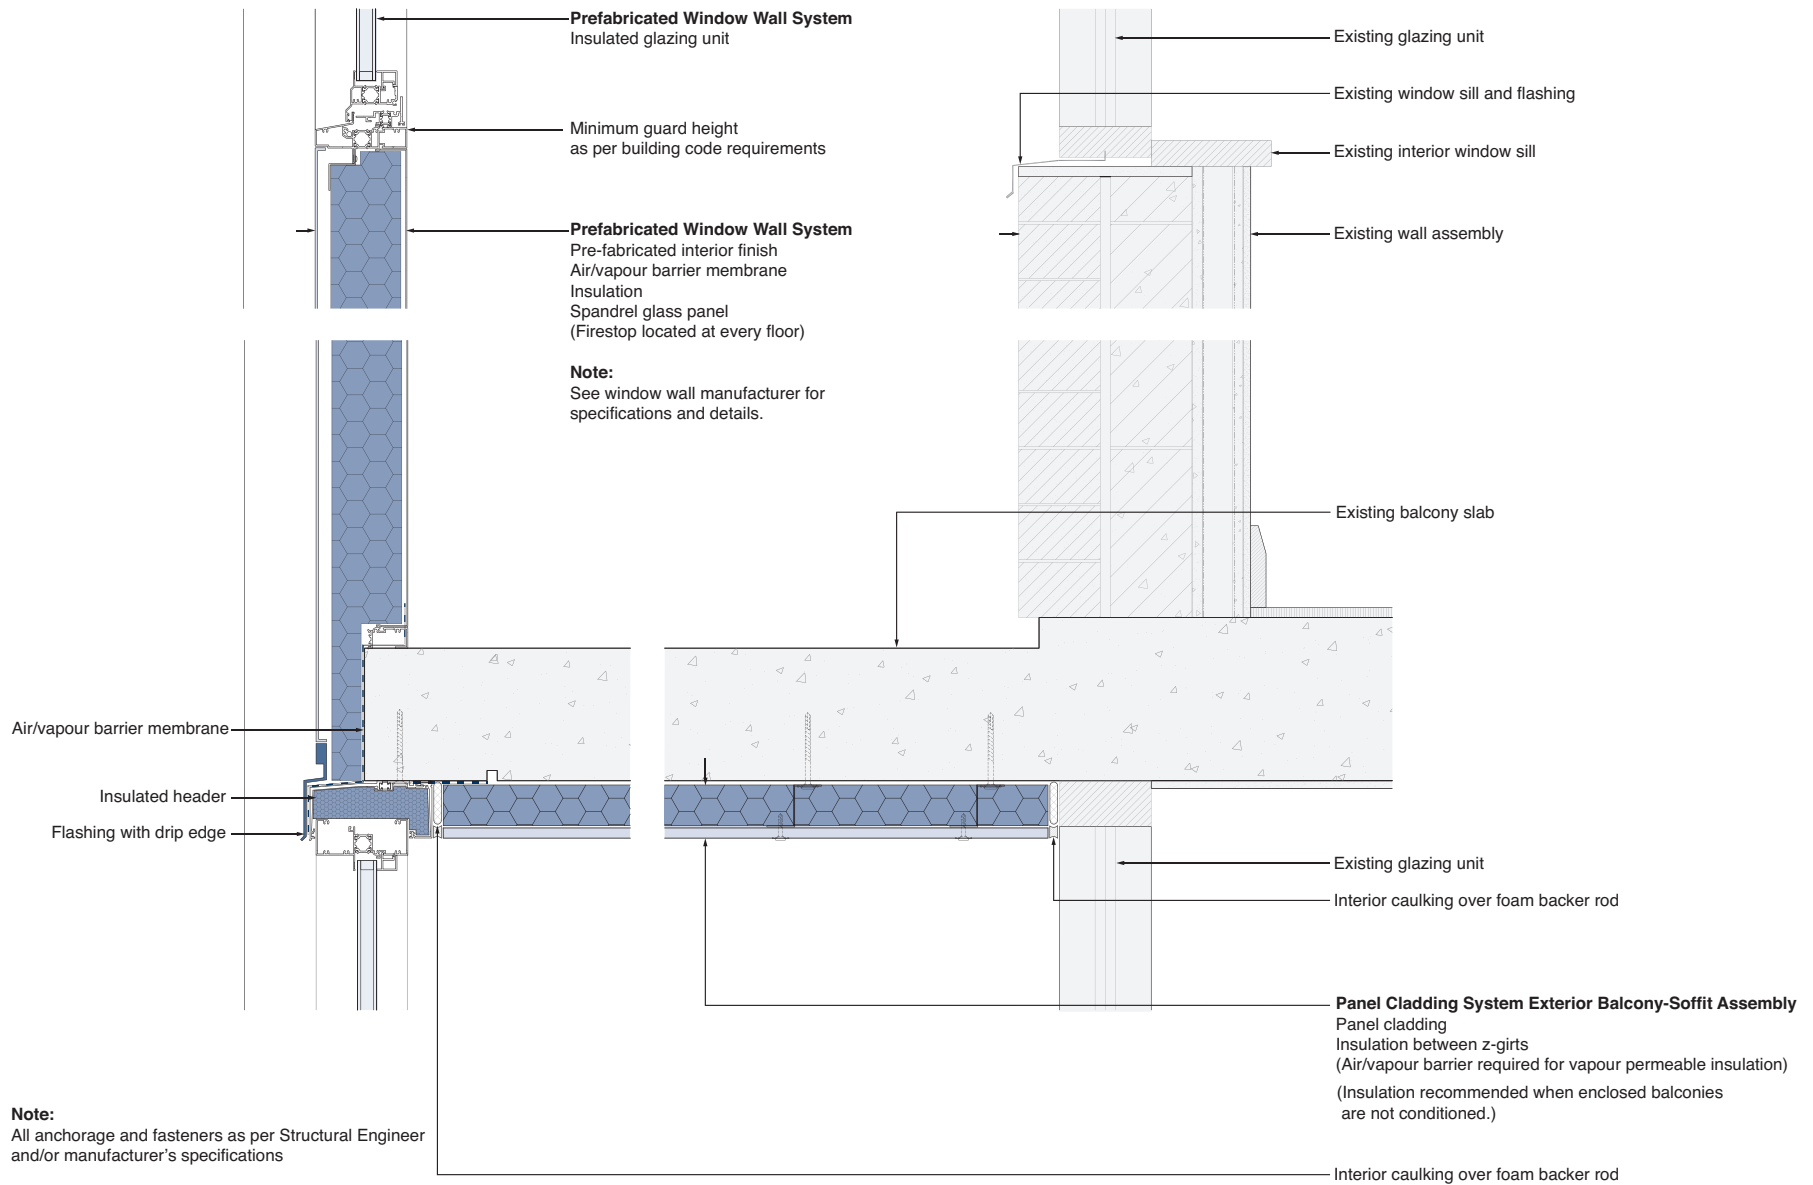 Prefabricated Window Wall System
Insulated glazing unit
Minimum guard height
as per building code requirements
Prefabricated Window Wall System
Pre-fabricated interior finish
Air/vapour barrier membrane
Insulation
Spandrel glass panel
(Firestop located at every floor)
Note:
See window wall manufacturer for
specifications and details.
Existing glazing unit
Existing window sill and flashing
Existing interior window sill
Existing wall assembly
Existing balcony slab
Air/vapour barrier membrane
Insulated header
Flashing with drip edge
Existing glazing unit
Interior caulking over foam backer rod
Panel Cladding System Exterior Balcony-Soffit Assembly
Panel cladding
Insulation between z-girts
(Air/vapour barrier required for vapour permeable insulation)
(Insulation recommended when enclosed balconies
are not conditioned.)
Note:
All anchorage and fasteners as per Structural Engineer
and/or manufacturer's specifications
Interior caulking over foam backer rod